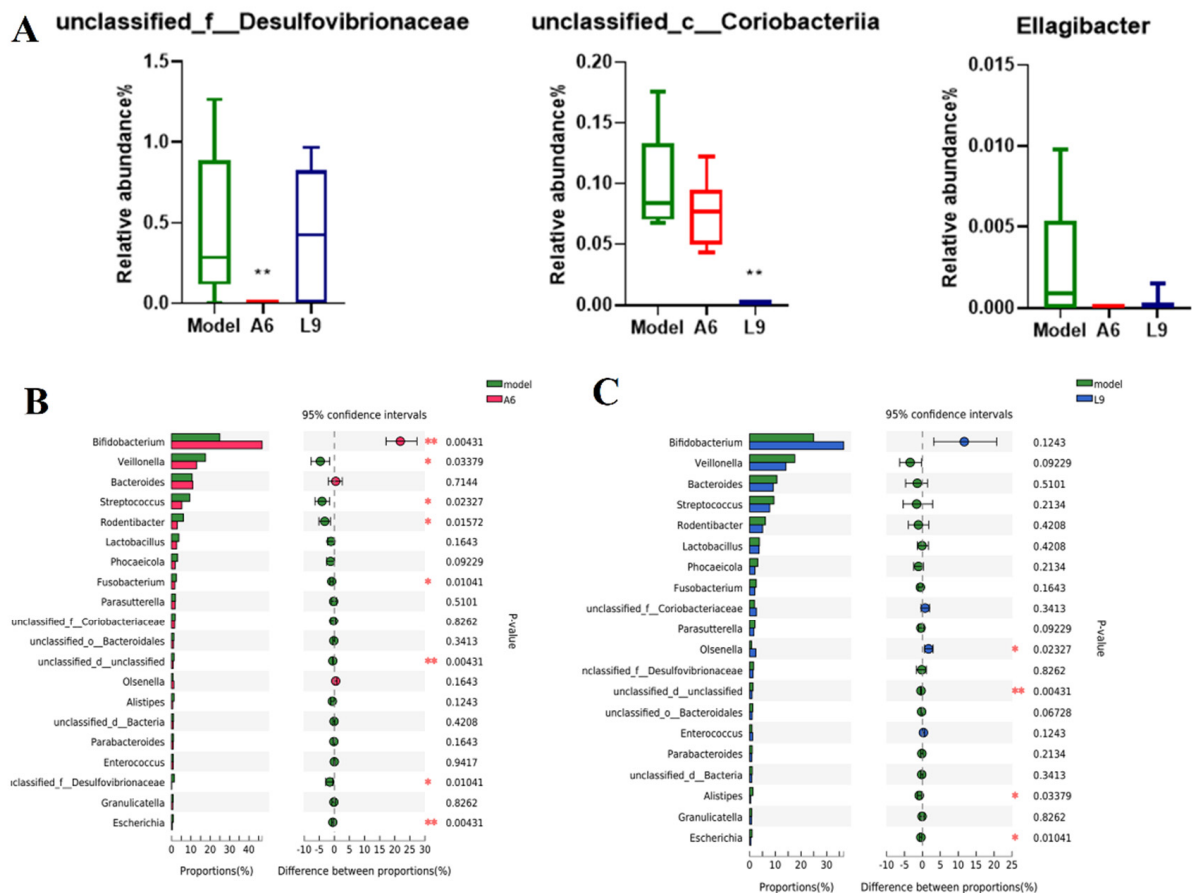 A
unclassified_f__Desulfovibrionaceae
Relative abundance%
1.5
1.0
0.5
0.0
**
Model A6 L9
unclassified_c__Coriobacteriia
Relative abundance%
0.20
0.15
0.10
0.05
0.00
**
Model A6 L9
Ellagibacter
Relative abundance%
0.015
0.010
0.005
0.000
Model A6 L9
B
model
A6
95% confidence intervals
Bifidobacterium ** 0.00431
Veillonella * 0.03379
Bacteroides 0.7144
Streptococcus * 0.02327
Rodentibacter * 0.01572
Lactobacillus 0.1643
Phocaeicola 0.09229
Fusobacterium * 0.01041
Parasutterella 0.5101
unclassified_f__Coriobacteriaceae 0.8262
unclassified_o__Bacteroidales 0.3413
unclassified_d__unclassified ** 0.00431
Olsenella 0.1643
Alistipes 0.1243
unclassified_d__Bacteria 0.4208
Parabacteroides 0.1643
Enterococcus 0.9417
nclassified_f__Desulfovibrionaceae * 0.01041
Granulicatella 0.8262
Escherichia ** 0.00431
P-value
0 10 20 30 40
Proportions(%)
-10 -5 0 5 10 15 20 25 30
Difference between proportions(%)
C
model
L9
95% confidence intervals
Bifidobacterium 0.1243
Veillonella 0.09229
Bacteroides 0.5101
Streptococcus 0.2134
Rodentibacter 0.4208
Lactobacillus 0.4208
Phocaeicola 0.2134
Fusobacterium 0.1643
unclassified_f__Coriobacteriaceae 0.3413
Parasutterella 0.09229
Olsenella * 0.02327
nclassified_f__Desulfovibrionaceae 0.8262
unclassified_d__unclassified ** 0.00431
unclassified_o__Bacteroidales 0.06728
Enterococcus 0.1243
Parabacteroides 0.2134
unclassified_d__Bacteria 0.3413
Alistipes * 0.03379
Granulicatella 0.8262
Escherichia * 0.01041
P-value
0 10 20 30
Proportions(%)
-10 -5 0 5 10 15 20 25
Difference between proportions(%)